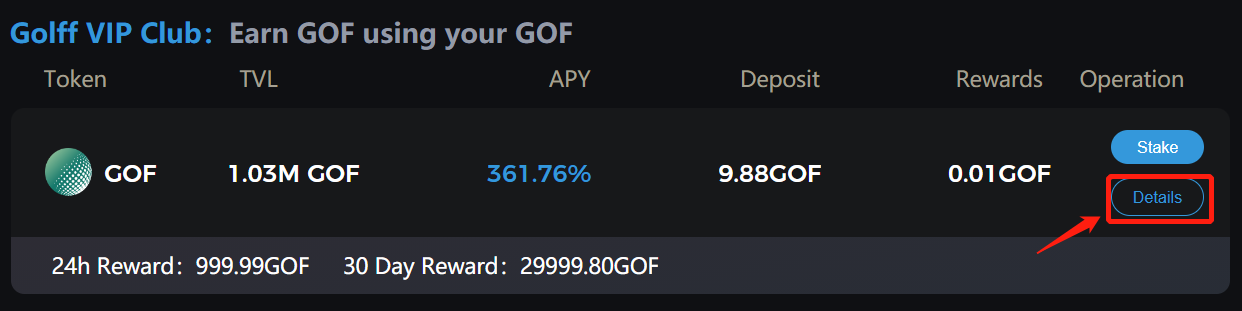 Golff VIP Club： Earn GOF using your GOF
Token TVL APY Deposit Rewards Operation
Stake
GOF 1.03M GOF 361.76% 9.88GOF 0.01GOF
Details
24h Reward：999.99GOF 30 Day Reward：29999.80GOF